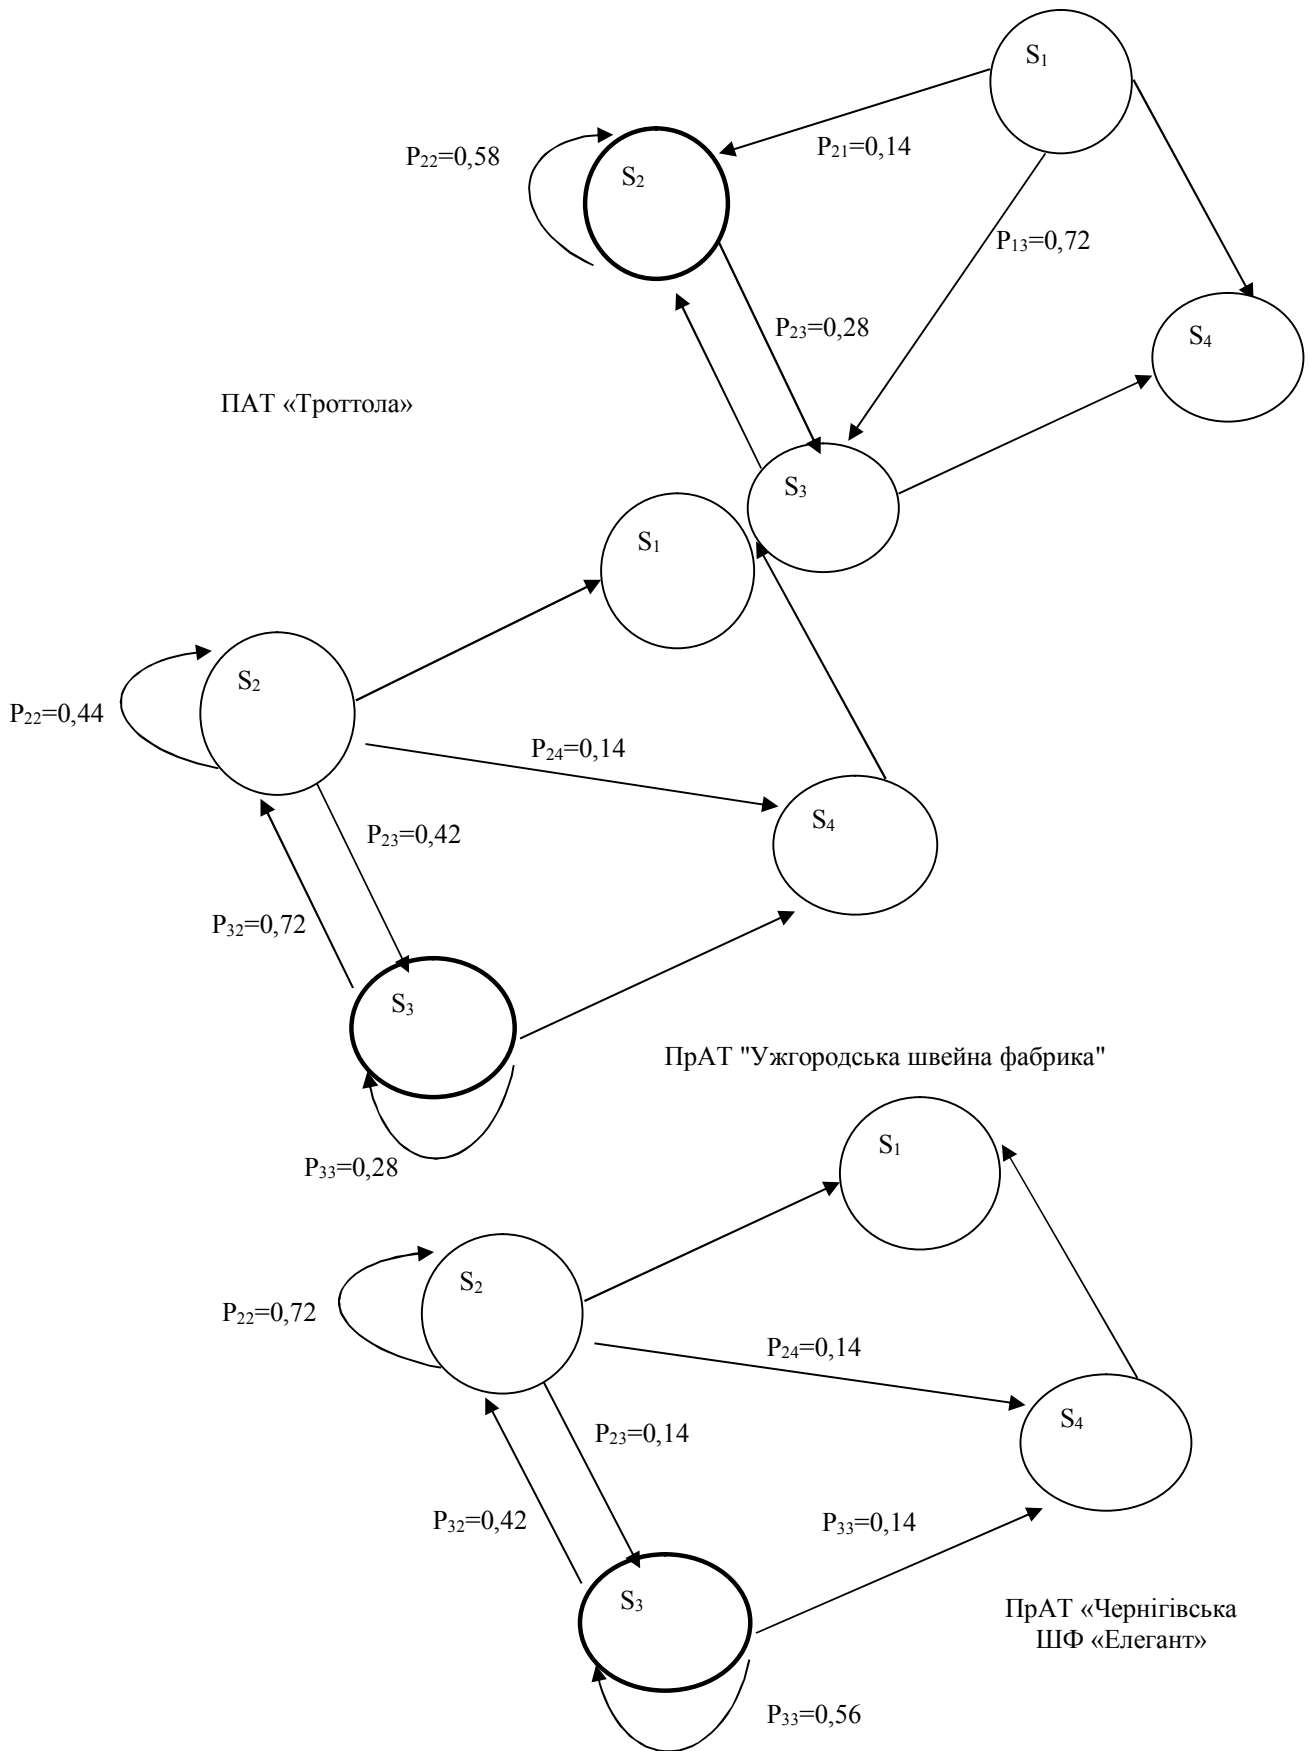 S₁
P₂₁=0,14
P₂₂=0,58
S₂
P₁₃=0,72
P₂₃=0,28
S₄
ПАТ «Троттола»
S₃
S₁
S₂
P₂₂=0,44
P₂₄=0,14
S₄
P₂₃=0,42
P₃₂=0,72
S₃
ПрАТ "Ужгородська швейна фабрика"
P₃₃=0,28
S₁
S₂
P₂₂=0,72
P₂₄=0,14
S₄
P₂₃=0,14
P₃₂=0,42
P₃₃=0,14
S₃
ПрАТ «Чернігівська
ШФ «Елегант»
P₃₃=0,56